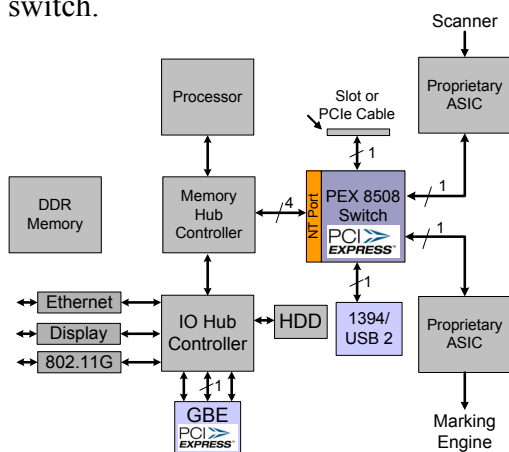 switch.
Scanner
Proprietary
ASIC
Slot or
PCIe Cable
Processor
1
1
DDR
Memory
Memory
Hub
Controller
4
NT Port
PEX 8508
Switch
PCI
EXPRESS
1
1
Ethernet
Display
802.11G
IO Hub
Controller
HDD
1394/
USB 2
Proprietary
ASIC
1
GBE
PCI
EXPRESS
Marking
Engine